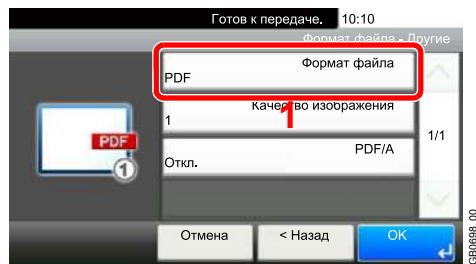 Готов к передаче. 10:10
Формат файла - Другие
Формат файла
PDF
Качество изображения
1
1
PDF/A
Откл.
1/1
PDF
1
Отмена
< Назад
OK
GB0698_00